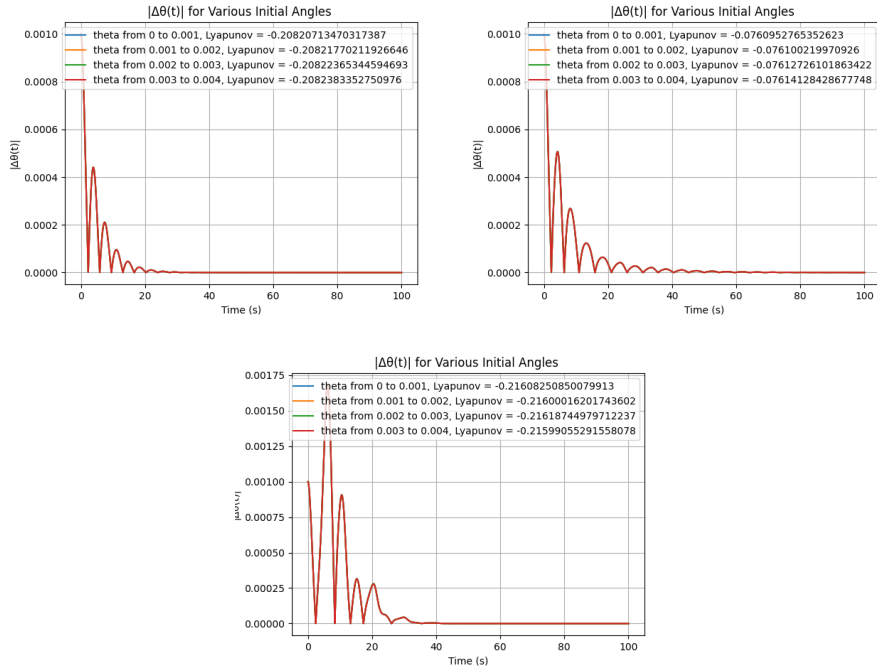 |Δθ(t)| for Various Initial Angles
theta from 0 to 0.001, Lyapunov = -0.20820713470317387
theta from 0.001 to 0.002, Lyapunov = -0.20821770211926646
theta from 0.002 to 0.003, Lyapunov = -0.20822365344594693
theta from 0.003 to 0.004, Lyapunov = -0.2082383352750976
|Δθ(t)|
0.0010
0.0008
0.0006
0.0004
0.0002
0.0000
0 20 40 60 80 100
Time (s)
|Δθ(t)| for Various Initial Angles
theta from 0 to 0.001, Lyapunov = -0.0760952765352623
theta from 0.001 to 0.002, Lyapunov = -0.076100219970926
theta from 0.002 to 0.003, Lyapunov = -0.07612726101863422
theta from 0.003 to 0.004, Lyapunov = -0.07614128428677748
|Δθ(t)|
0.0010
0.0008
0.0006
0.0004
0.0002
0.0000
0 20 40 60 80 100
Time (s)
|Δθ(t)| for Various Initial Angles
theta from 0 to 0.001, Lyapunov = -0.21608250850079913
theta from 0.001 to 0.002, Lyapunov = -0.21600016201743602
theta from 0.002 to 0.003, Lyapunov = -0.21618744979712237
theta from 0.003 to 0.004, Lyapunov = -0.21599055291558078
|Δθ(t)|
0.00175
0.00150
0.00125
0.00100
0.00075
0.00050
0.00025
0.00000
0 20 40 60 80 100
Time (s)